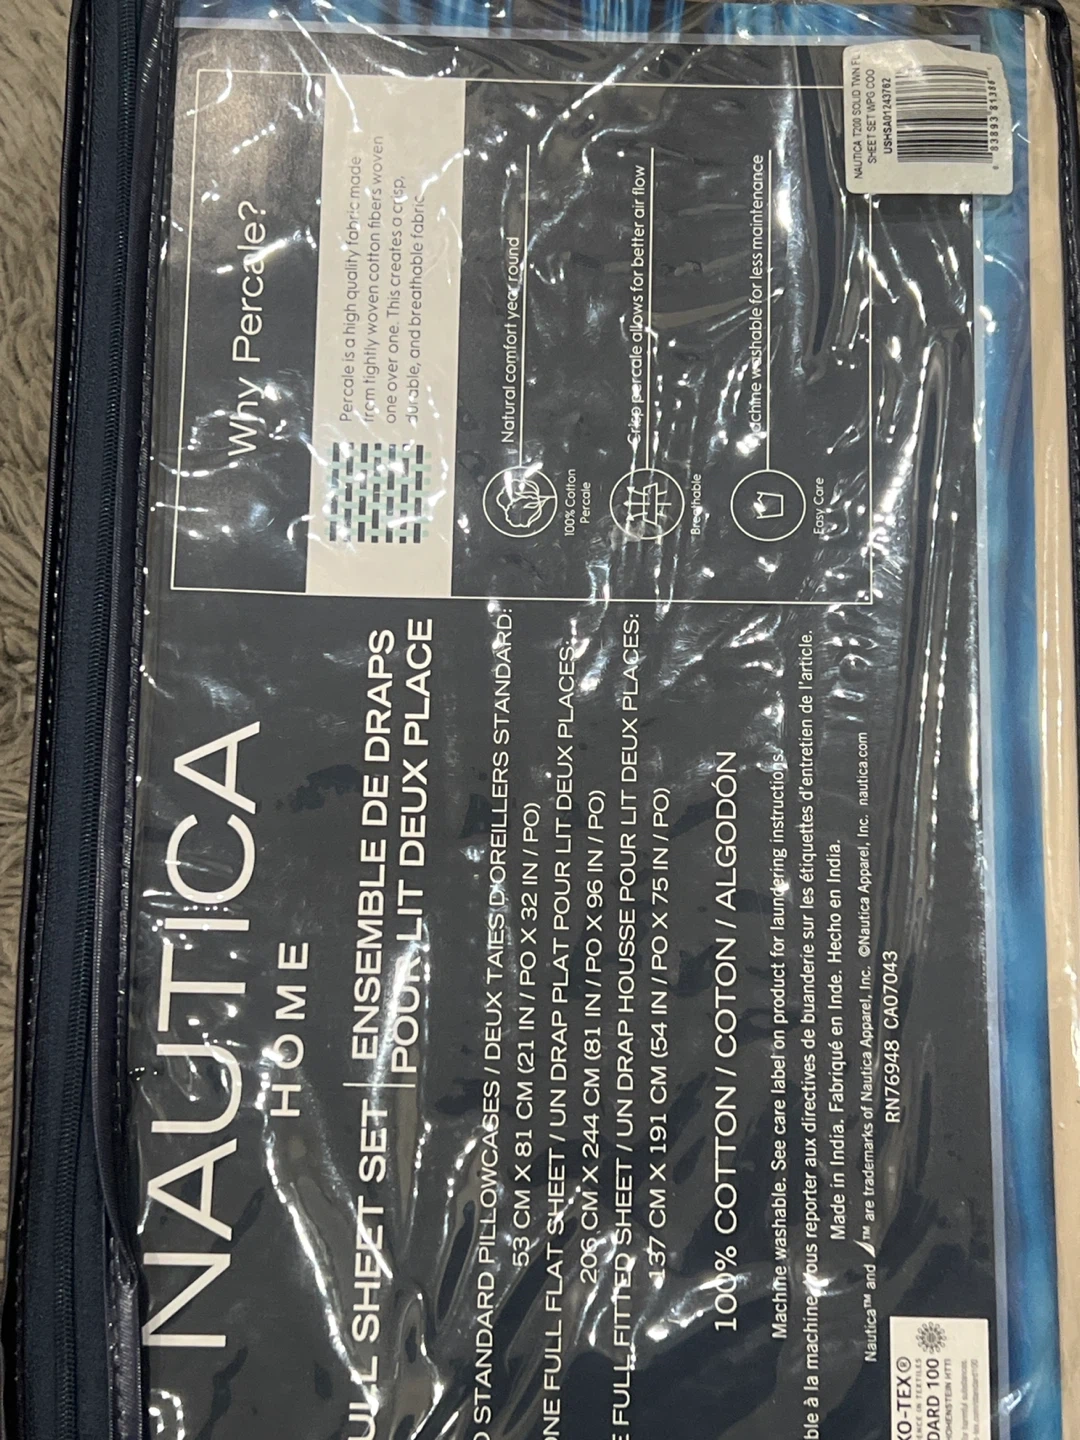 NAUTICA
HOME
SHEET SET
ENSEMBLE DE DRAPS
POUR LIT DEUX PLACE
STANDARD PILLOWCASES / DEUX TAIES D'OREILLERS STANDARD:
53 CM X 81 CM (21 IN / PO X 32 IN / PO)
FULL FLAT SHEET / UN DRAP PLAT POUR LIT DEUX PLACES:
206 CM X 244 CM (81 IN / PO X 96 IN / PO)
FULL FITTED SHEET / UN DRAP HOUSSE POUR LIT DEUX PLACES:
137 CM X 191 CM (54 IN / PO X 75 IN / PO)
100% COTTON / COTON / ALGODÓN
Machine washable. See care label on product for laundering instructions.
à la machine. Vous reporter aux directives de buanderie sur les étiquettes d'entretien de l'article.
Made in India. Fabriqué en Inde. Hecho en India.
Nautica™ and ™ are trademarks of Nautica Apparel, Inc. ©Nautica Apparel, Inc. nautica.com
RN76948 CA07043
Why Percale?
Percale is a high quality fabric made
from tightly woven cotton fibers woven
one over one. This creates a crisp,
durable, and breathable fabric.
Natural comfort year round
100% Cotton
Percale
Crisp percale allows for better air flow
Breathable
washable for less maintenance
Easy Care
NAUTICA T200 SOLID TWN FL
SHEET SET WPG COO
USHSA01243762